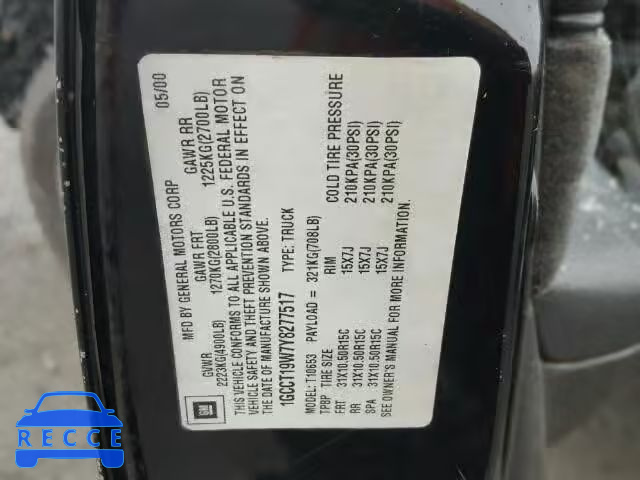 MFD BY GENERAL MOTORS CORP 05/00
GVWR GAWR FRT GAWR RR
2223KG(4900LB) 1270KG(2800LB) 1225KG(2700LB)
THIS VEHICLE CONFORMS TO ALL APPLICABLE U.S. FEDERAL MOTOR
VEHICLE SAFETY AND THEFT PREVENTION STANDARDS IN EFFECT ON
THE DATE OF MANUFACTURE SHOWN ABOVE.
1GCCT19W7Y8277517 TYPE: TRUCK
MODEL: T10653 PAYLOAD = 321KG(708LB)
TPBP TIRE SIZE RIM COLD TIRE PRESSURE
FRT 31X10.50R15C 15X7J 210KPA(30PSI)
RR 31X10.50R15C 15X7J 210KPA(30PSI)
SPA 31X10.50R15C 15X7J 210KPA(30PSI)
SEE OWNER'S MANUAL FOR MORE INFORMATION.
GM
RECCE